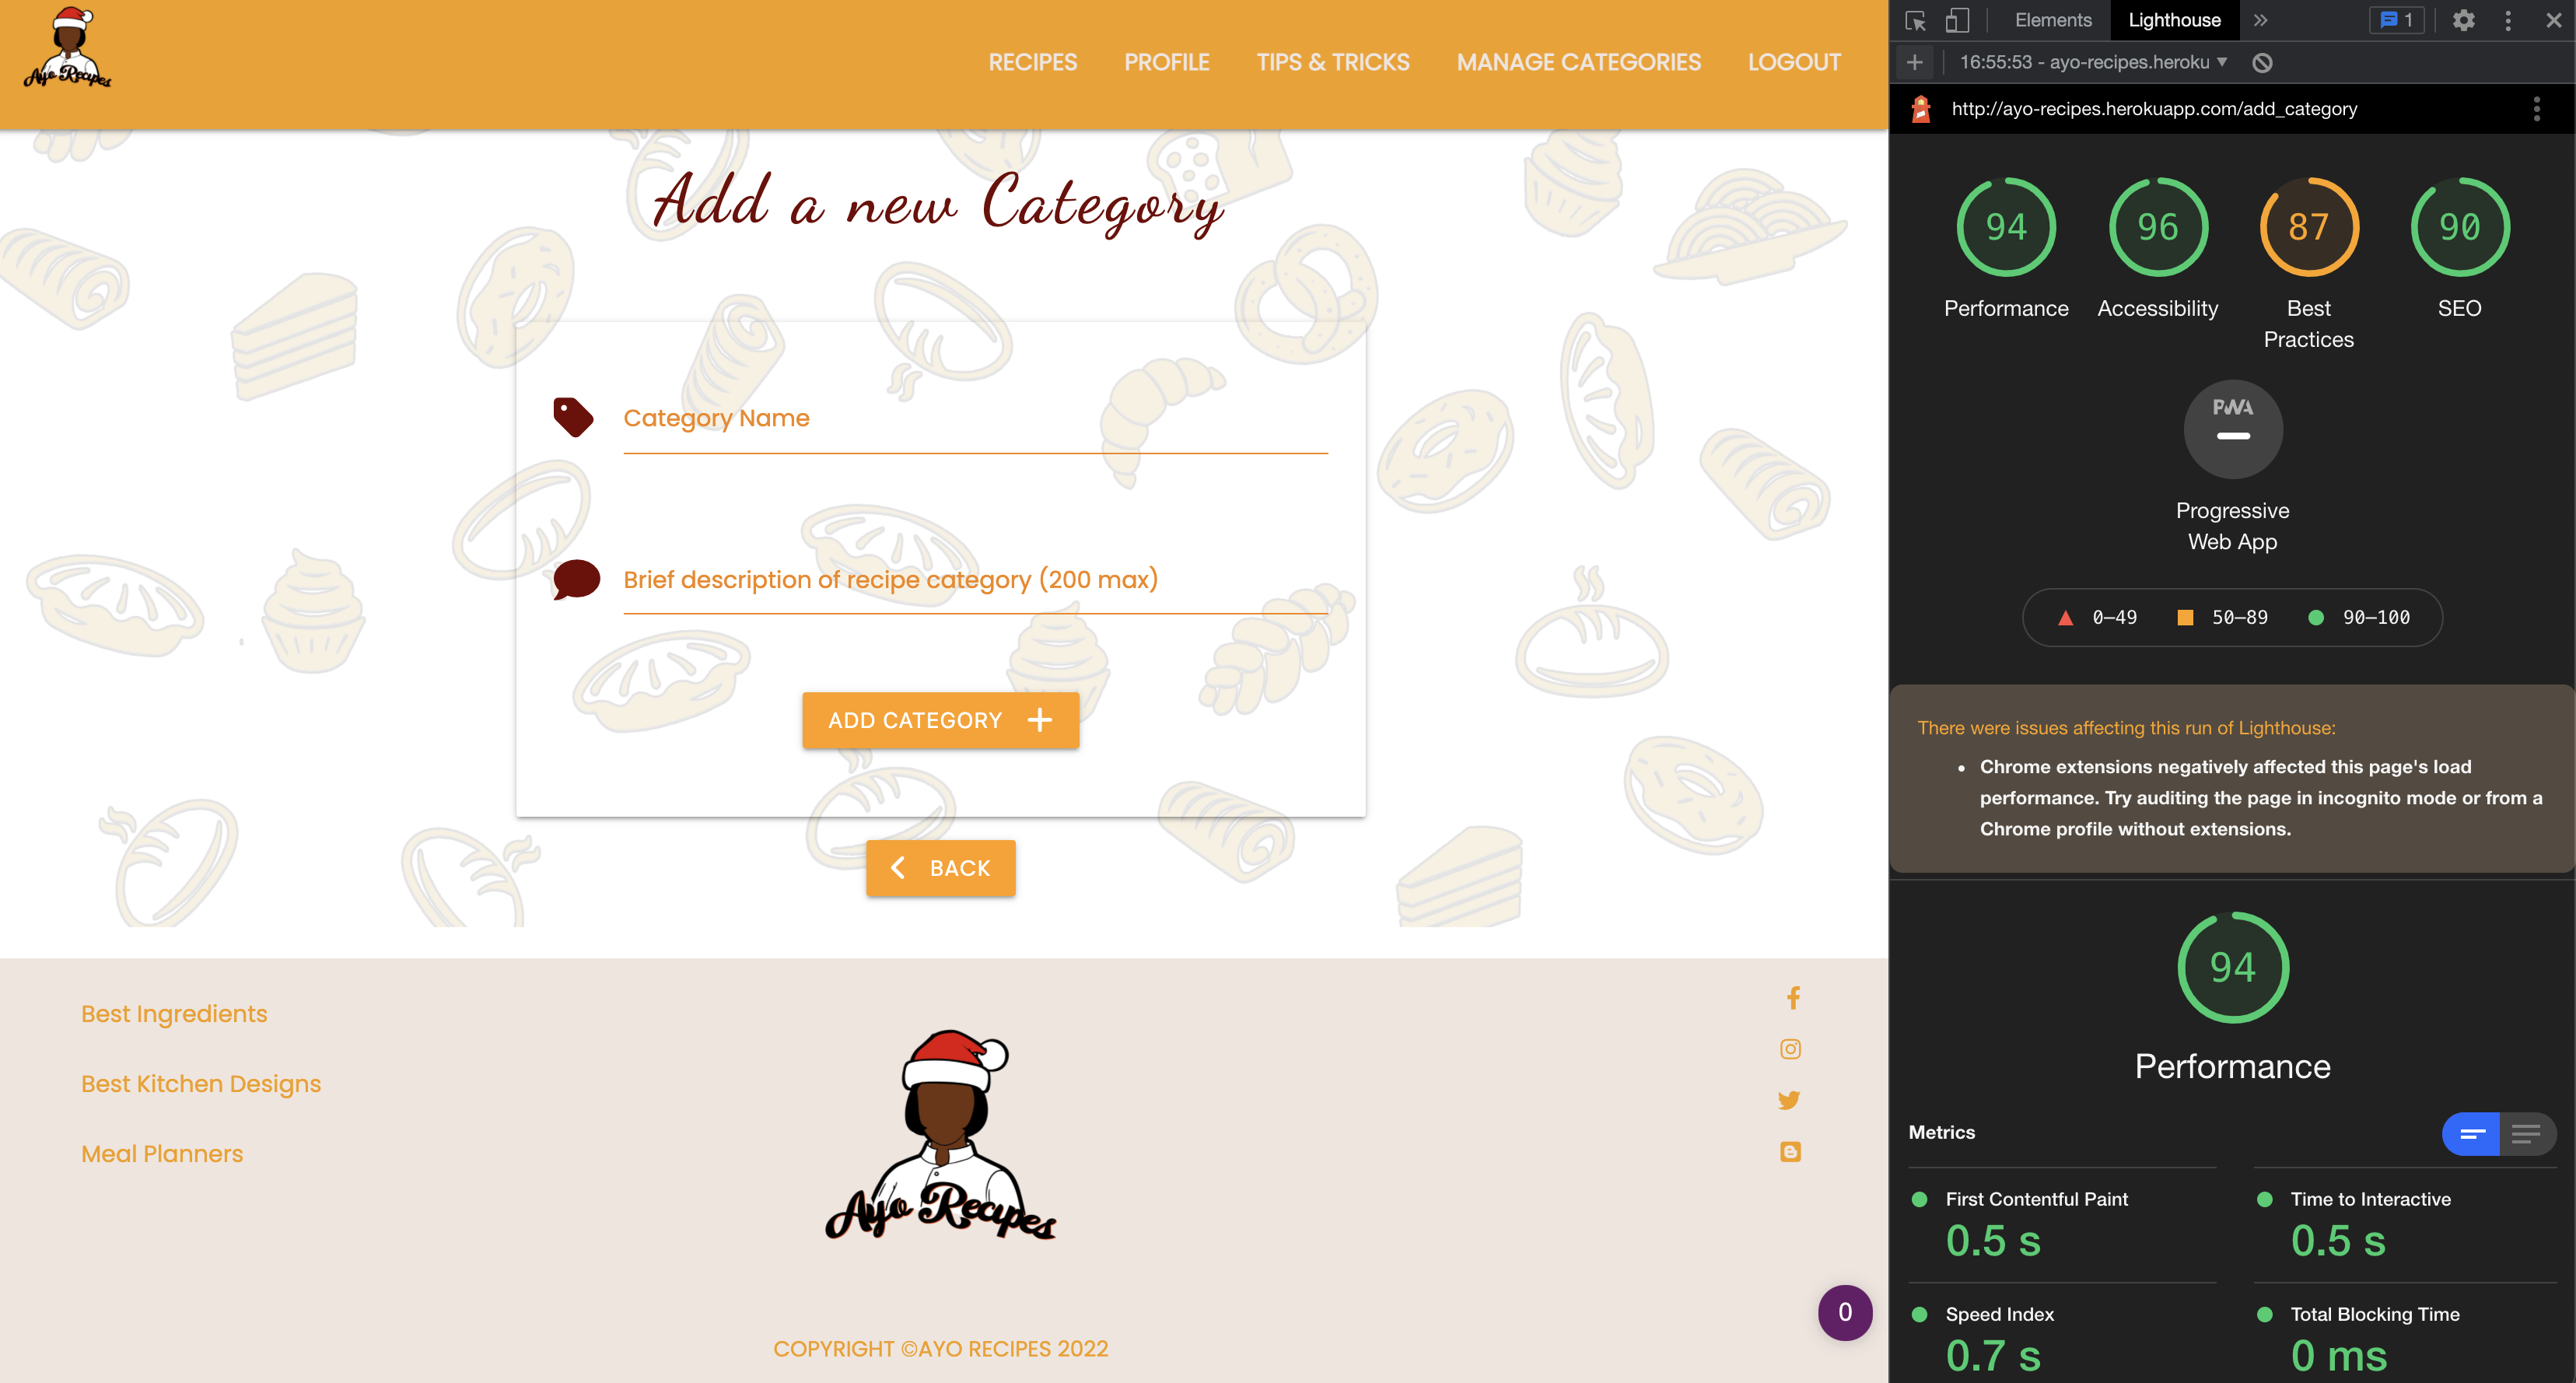 Ayo Recipes
RECIPES PROFILE TIPS & TRICKS MANAGE CATEGORIES LOGOUT
Add a new Category
Category Name
Brief description of recipe category (200 max)
ADD CATEGORY
BACK
Best Ingredients
Best Kitchen Designs
Meal Planners
Ayo Recipes
0
COPYRIGHT ©AYO RECIPES 2022
Elements Lighthouse 1
16:55:53 - ayo-recipes.heroku
http://ayo-recipes.herokuapp.com/add_category
94 96 87 90
Performance Accessibility Best SEO
Practices
PWA
Progressive
Web App
0–49 50–89 90–100
There were issues affecting this run of Lighthouse:
Chrome extensions negatively affected this page's load
performance. Try auditing the page in incognito mode or from a
Chrome profile without extensions.
94
Performance
Metrics
First Contentful Paint Time to Interactive
0.5 s 0.5 s
Speed Index Total Blocking Time
0.7 s 0 ms